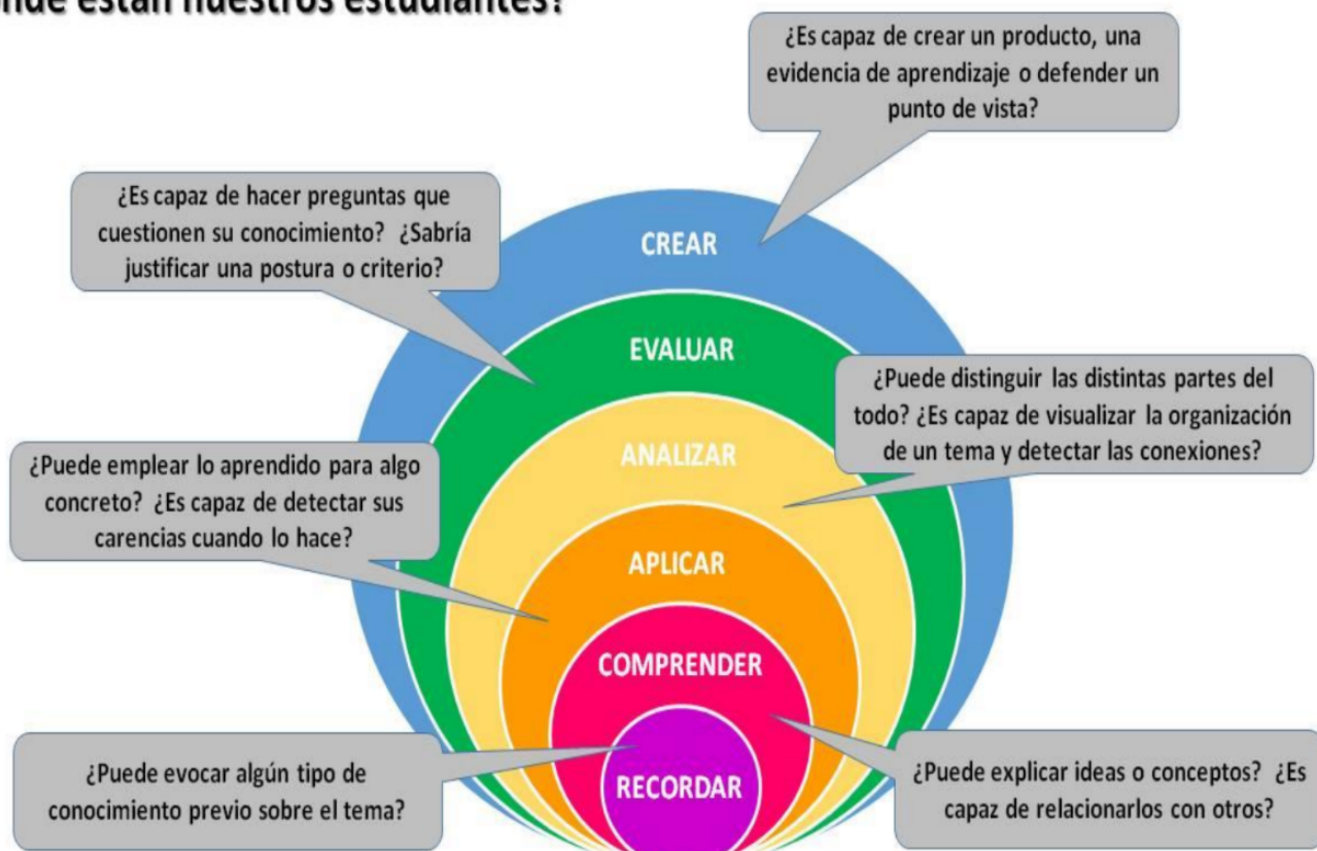 nde están nuestros estudiantes?
¿Es capaz de crear un producto, una
evidencia de aprendizaje o defender un
punto de vista?
¿Es capaz de hacer preguntas que
cuestionen su conocimiento? ¿Sabría
justificar una postura o criterio?
CREAR
EVALUAR
¿Puede distinguir las distintas partes del
todo? ¿Es capaz de visualizar la organización
de un tema y detectar las conexiones?
ANALIZAR
¿Puede emplear lo aprendido para algo
concreto? ¿Es capaz de detectar sus
carencias cuando lo hace?
APLICAR
COMPRENDER
¿Puede evocar algún tipo de
conocimiento previo sobre el tema?
RECORDAR
¿Puede explicar ideas o conceptos? ¿Es
capaz de relacionarlos con otros?